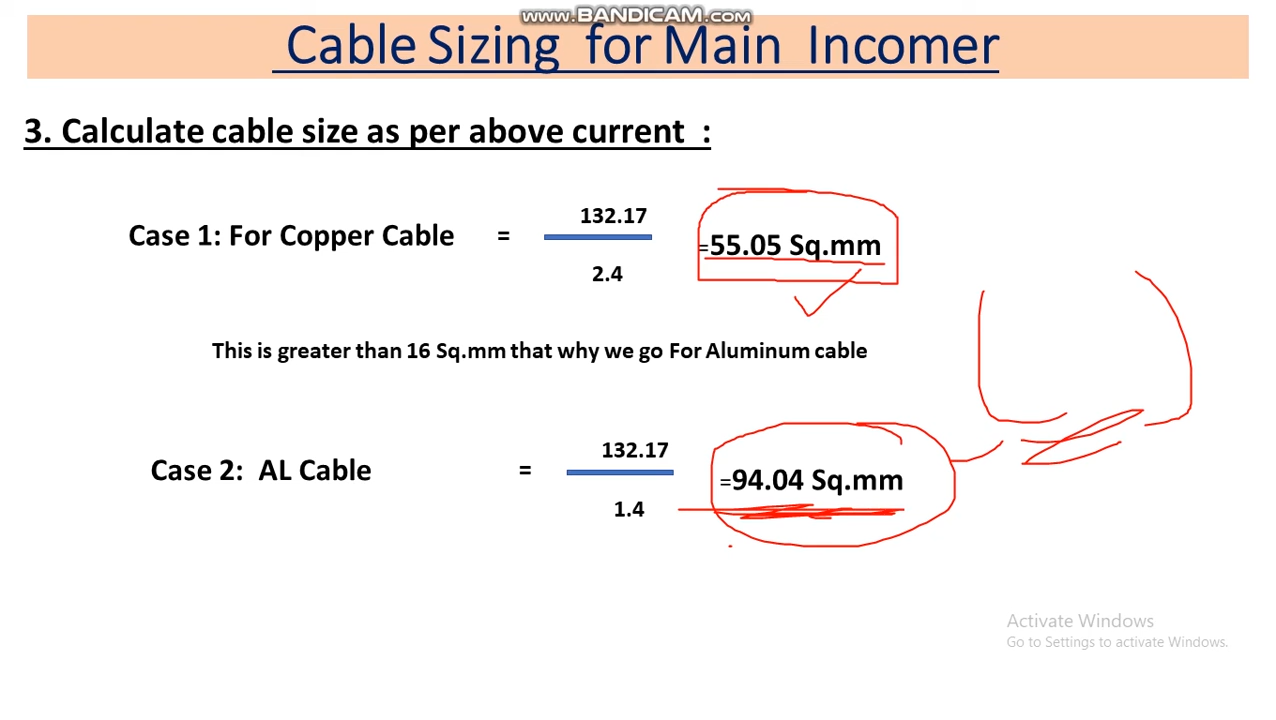 www.BANDICAM.com
Cable Sizing for Main Incomer
3. Calculate cable size as per above current :
Case 1: For Copper Cable = 132.17
2.4
=55.05 Sq.mm
This is greater than 16 Sq.mm that why we go For Aluminum cable
Case 2: AL Cable = 132.17
1.4
=94.04 Sq.mm
Activate Windows
Go to Settings to activate Windows.